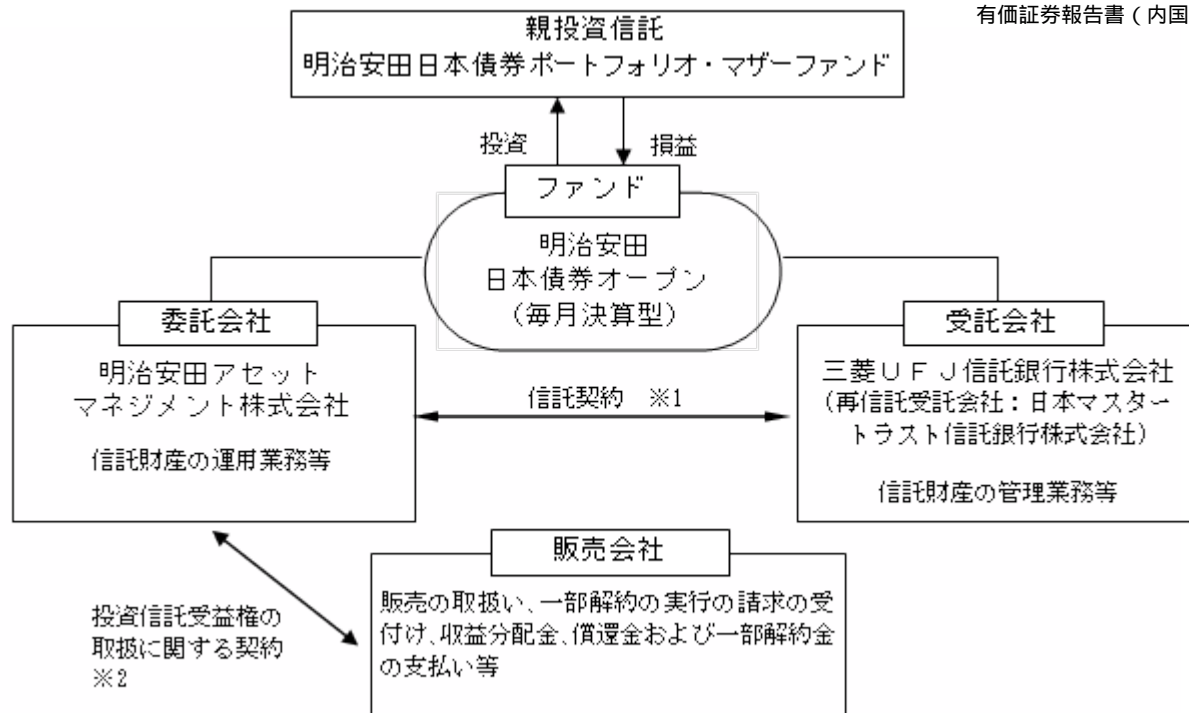 有価証券報告書(内国
親投資信託
明治安田日本債券ポートフォリオ・マザーファンド
投資
損益
ファンド
明治安田
日本債券オープン
(毎月決算型)
委託会社
明治安田アセット
マネジメント株式会社
信託財産の運用業務等
信託契約 ※1
受託会社
三菱UFJ信託銀行株式会社
(再信託受託会社:日本マスター
トラスト信託銀行株式会社)
信託財産の管理業務等
投資信託受益権の
取扱に関する契約
※2
販売会社
販売の取扱い、一部解約の実行の請求の受
付け、収益分配金、償還金および一部解約金
の支払い等